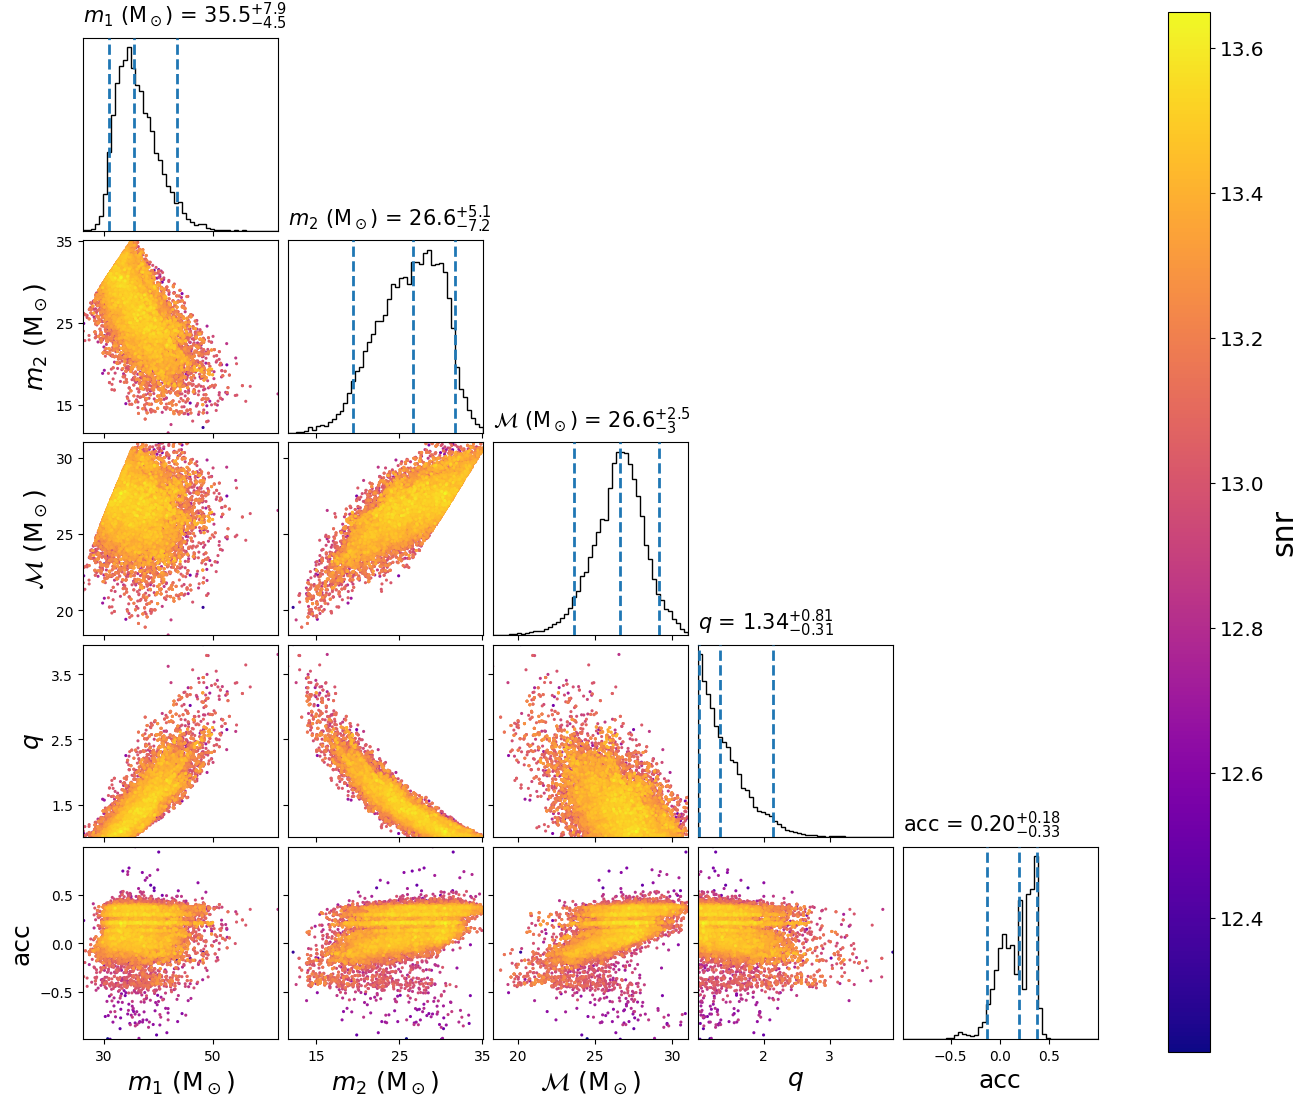 m₁ (M⊙) = 35.5 +7.9 −4.5
13.6
13.4
m₂ (M⊙) = 26.6 +5.1 −7.2
35
25
15
m₂ (M⊙)
13.2
ℳ (M⊙) = 26.6 +2.5 −3
30
25
20
ℳ (M⊙)
13.0
snr
12.8
q = 1.34 +0.81 −0.31
3.5
2.5
1.5
q
12.6
acc = 0.20 +0.18 −0.33
0.5
0.0
−0.5
acc
12.4
30 50 15 25 35 20 25 30 2 3 −0.5 0.0 0.5
m₁ (M⊙) m₂ (M⊙) ℳ (M⊙) q acc